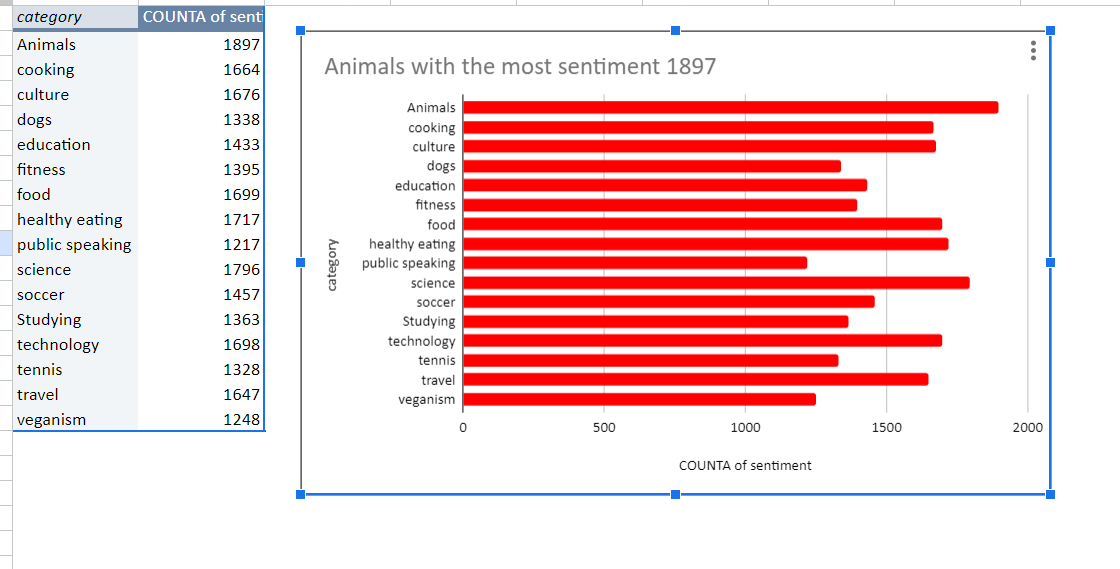 category COUNTA of senti
Animals 1897
cooking 1664
culture 1676
dogs 1338
education 1433
fitness 1395
food 1699
healthy eating 1717
public speaking 1217
science 1796
soccer 1457
Studying 1363
technology 1698
tennis 1328
travel 1647
veganism 1248
Animals with the most sentiment 1897
category
Animals
cooking
culture
dogs
education
fitness
food
healthy eating
public speaking
science
soccer
Studying
technology
tennis
travel
veganism
0 500 1000 1500 2000
COUNTA of sentiment